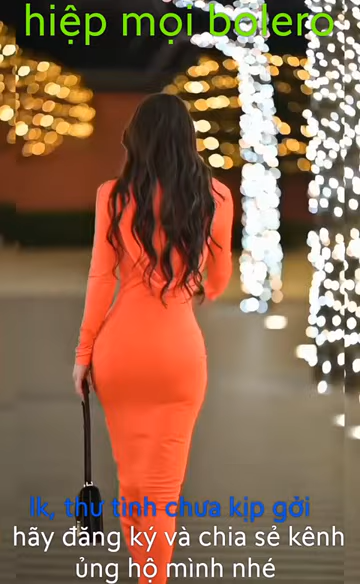 hiệp mọi bolero
lk, thư tình chưa kịp gởi
hãy đăng ký và chia sẻ kênh
ủng hộ mình nhé